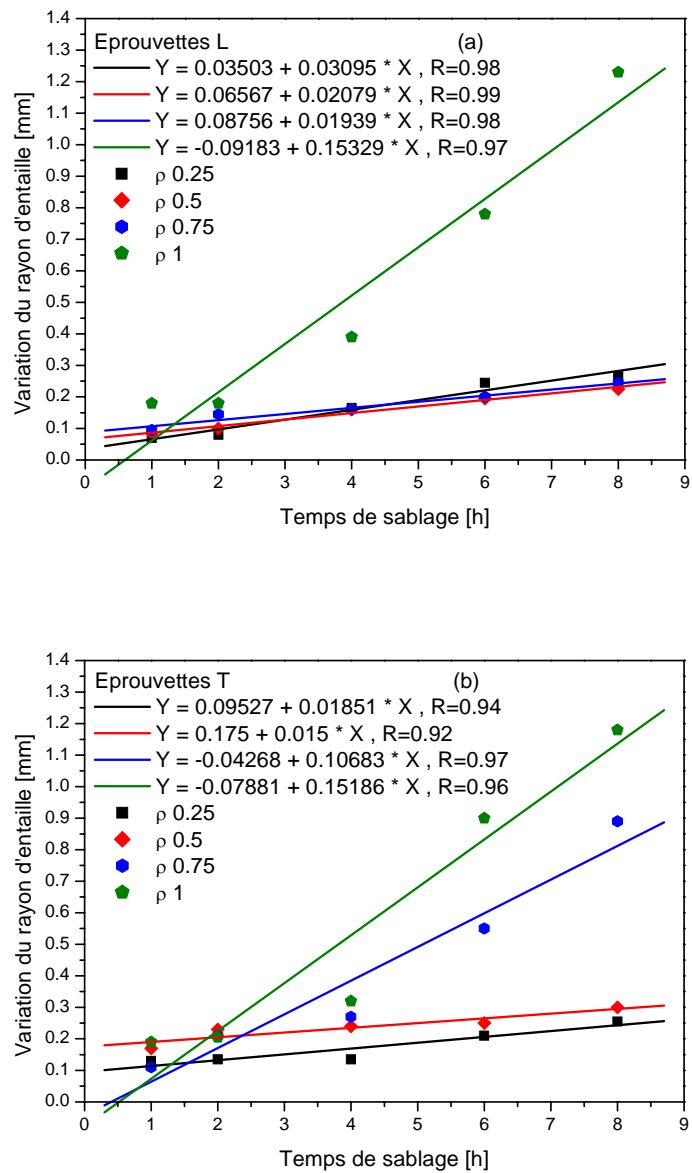 Eprouvettes L (a)
Y = 0.03503 + 0.03095 * X , R=0.98
Y = 0.06567 + 0.02079 * X , R=0.99
Y = 0.08756 + 0.01939 * X , R=0.98
Y = -0.09183 + 0.15329 * X , R=0.97
ρ 0.25
ρ 0.5
ρ 0.75
ρ 1
Variation du rayon d'entaille [mm]
1.4
1.3
1.2
1.1
1.0
0.9
0.8
0.7
0.6
0.5
0.4
0.3
0.2
0.1
0.0
0 1 2 3 4 5 6 7 8 9
Temps de sablage [h]
Eprouvettes T (b)
Y = 0.09527 + 0.01851 * X , R=0.94
Y = 0.175 + 0.015 * X , R=0.92
Y = -0.04268 + 0.10683 * X , R=0.97
Y = -0.07881 + 0.15186 * X , R=0.96
ρ 0.25
ρ 0.5
ρ 0.75
ρ 1
Variation du rayon d'entaille [mm]
1.4
1.3
1.2
1.1
1.0
0.9
0.8
0.7
0.6
0.5
0.4
0.3
0.2
0.1
0.0
0 1 2 3 4 5 6 7 8 9
Temps de sablage [h]